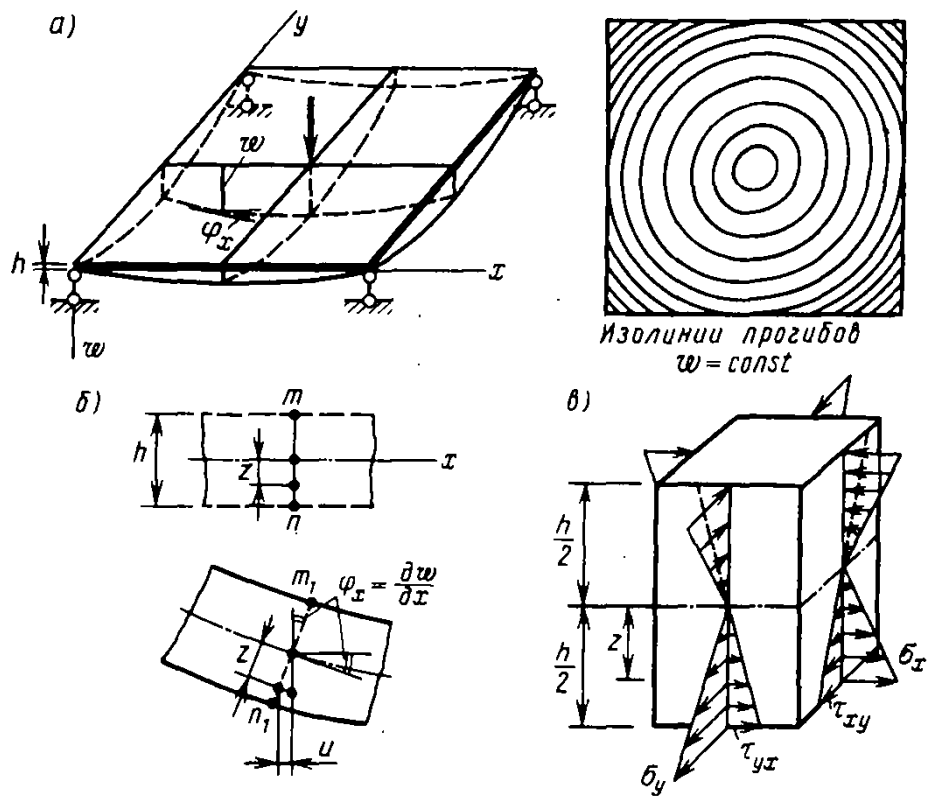 а)
y
w
φx
h
x
w
Изолинии прогибов
w = const
б)
m
h
z
x
n
m₁
φx = ∂w/∂x
z
n₁
u
в)
h/2
h/2
z
σx
τxy
τyx
σy